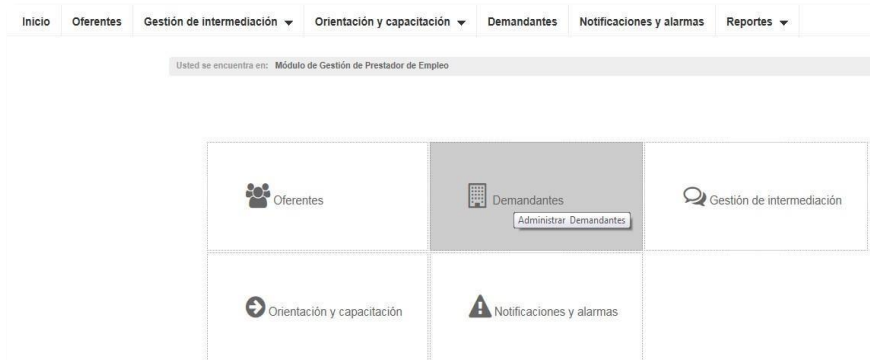 Inicio Oferentes Gestión de intermediación Orientación y capacitación Demandantes Notificaciones y alarmas Reportes
Usted se encuentra en: Módulo de Gestión de Prestador de Empleo
Oferentes Demandantes Gestión de intermediación
Administrar Demandantes
Orientación y capacitación Notificaciones y alarmas